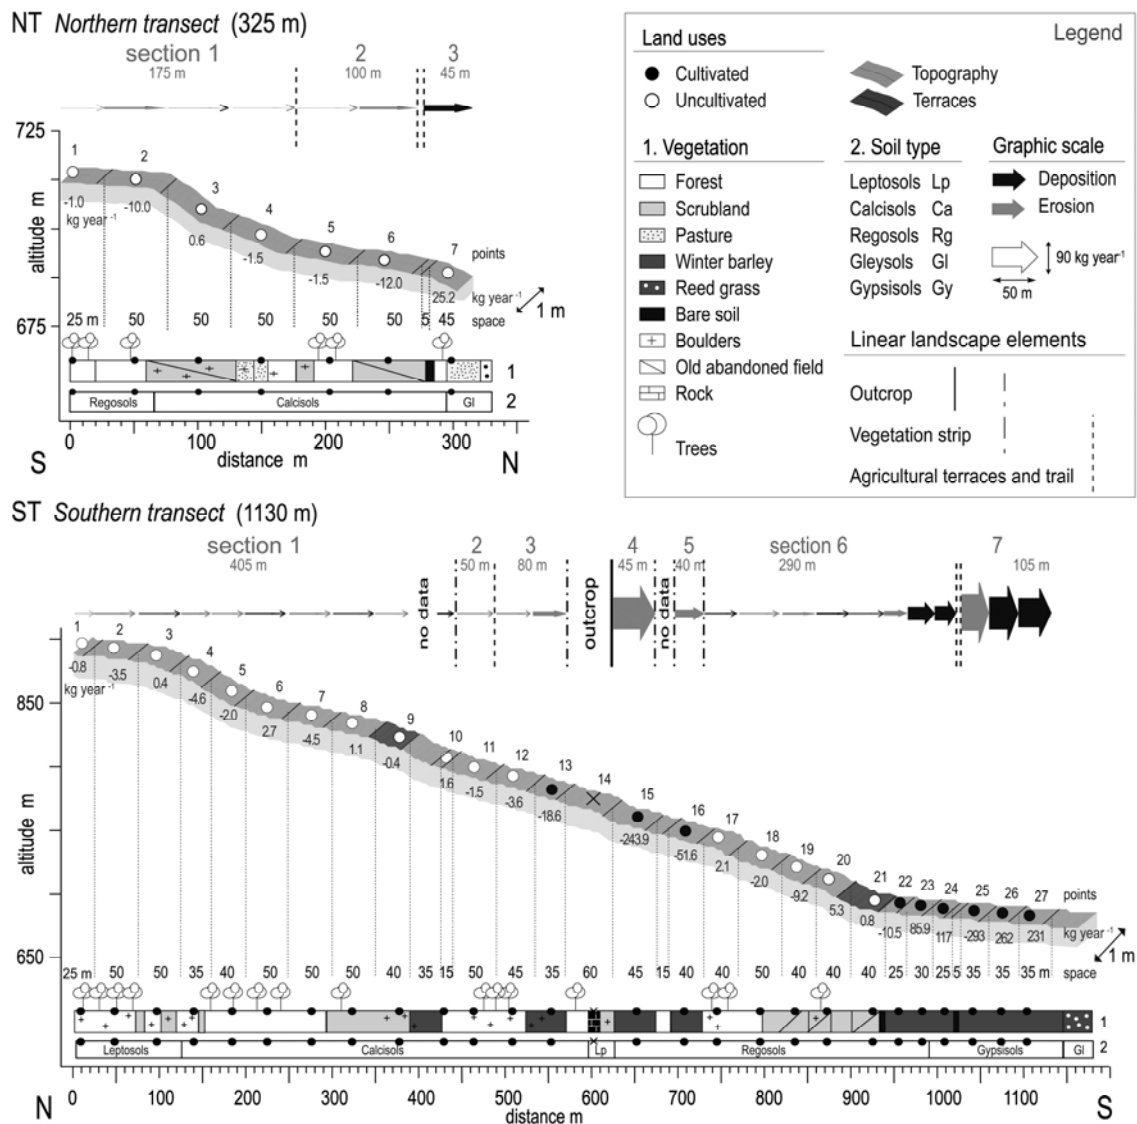 NT Northern transect (325 m)
section 1 2 3
175 m 100 m 45 m
725
1 2 3 4 5 6 7 points
-1.0 -10.0 0.6 -1.5 -1.5 -12.0 25.2 kg year-1
kg year-1
1 m
altitude m
675
25 m 50 50 50 50 50 5 45 space
1
Regosols Calcisols Gl 2
0 100 200 300
S distance m N
Legend
Land uses
Cultivated
Uncultivated
Topography
Terraces
1. Vegetation
Forest
Scrubland
Pasture
Winter barley
Reed grass
Bare soil
Boulders
Old abandoned field
Rock
Trees
2. Soil type
Leptosols Lp
Calcisols Ca
Regosols Rg
Gleysols Gl
Gypsisols Gy
Graphic scale
Deposition
Erosion
90 kg year-1
50 m
Linear landscape elements
Outcrop
Vegetation strip
Agricultural terraces and trail
ST Southern transect (1130 m)
section 1 2 3 4 5 section 6 7
405 m 50 m 80 m 45 m 40 m 290 m 105 m
no data
outcrop
no data
1 2 3 4 5 6 7 8 9 10 11 12 13 14 15 16 17 18 19 20 21 22 23 24 25 26 27 points
-0.8 -3.5 0.4 -4.6 -2.0 2.7 -4.5 1.1 -0.4 1.6 -1.5 -3.6 -18.6 -243.9 -51.6 2.1 -2.0 -9.2 5.3 0.8 -10.5 85.9 117 -293 262 231 kg year-1
kg year-1
1 m
850
altitude m
650
25 m 50 50 35 40 50 50 50 40 35 15 50 45 35 60 45 15 40 40 50 40 40 40 25 30 25 5 35 35 35 m space
1
Leptosols Calcisols Lp Regosols Gypsisols Gl 2
0 100 200 300 400 500 600 700 800 900 1000 1100
N distance m S